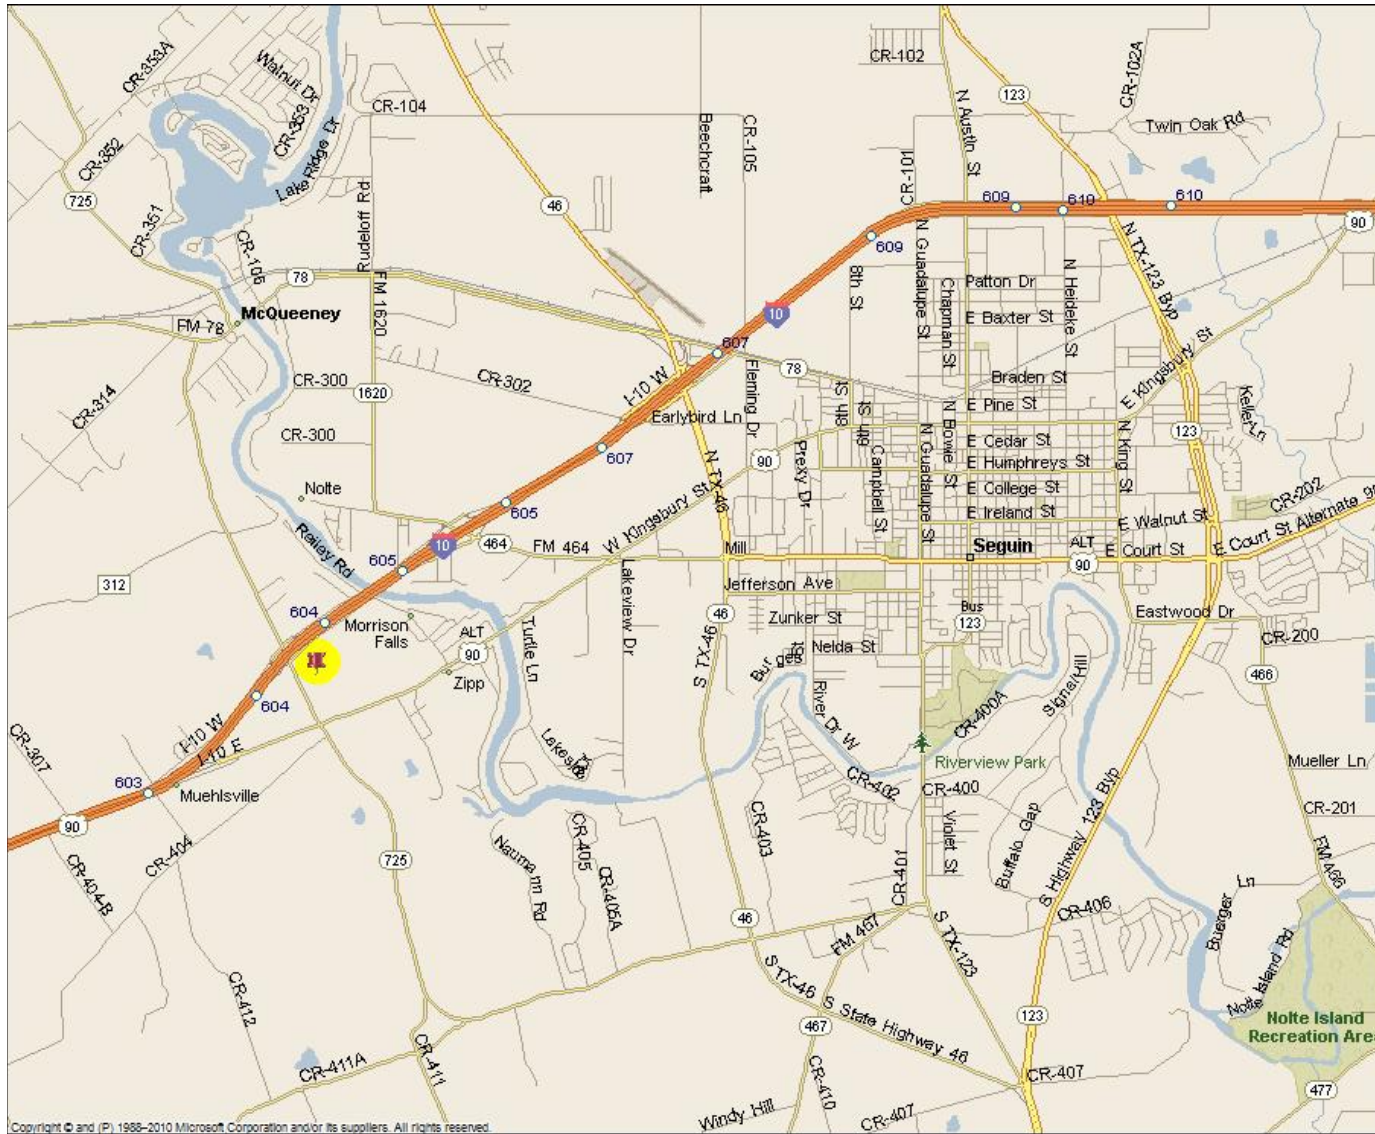 CR-102
CR-353A
Walnut Dr
CR-353
CR-104
Lake Ridge Dr
CR-352
725
CR-351
CR-106
Rudeloff Rd
46
Beechcraft
CR-105
N Austin St
123
CR-102A
Twin Oak Rd
CR-101
609
610
610
90
609
N TX-123 Byp
78
FM 1620
FM 78
McQueeney
8th St
N Guadalupe St
Chapman St
Patton Dr
N Heideke St
E Baxter St
10
607
Fleming Dr
78
CR-300
CR-302
I-10 W
CR-314
1620
Earlybird Ln
8th St
8th St
Braden St
E Kingsbury St
E Pine St
Keller Ln
CR-300
607
N TX-46
90
Prexy Dr
Campbell St
N Guadalupe St
N Bowie St
E Cedar St
E Humphreys St
N King St
123
E College St
CR-202
Nolte
605
W Kingsbury St
E Ireland St
E Walnut St
10
464
FM 464
Mill
Seguin
ALT
90
E Court St
E Court St Alternate 90
605
312
Lakeview Dr
Jefferson Ave
604
Morrison
Falls
ALT
90
Turtle Ln
46
Zunker St
Bus
123
Eastwood Dr
CR-200
Nelda St
S TX-46
River Dr W
466
Zipp
604
I-10 W
I-10 E
CR-307
CR-400A
603
Muehlsville
CR-402
Riverview Park
CR-400
Mueller Ln
90
CR-404
CR-404-B
725
Naumann Rd
CR-405
CR-405A
CR-403
Violet St
CR-401
Buffalo Gap
S Highway 123 Byp
CR-201
FM 466
46
FM 467
S TX-123
CR-406
Buerger Ln
Nolte Island Rd
CR-412
S TX-46
S State Highway 46
467
123
Nolte Island
Recreation Area
CR-411A
CR-411
CR-410
CR-407
477
Windy Hill
CR-407
Copyright © and (P) 1988–2010 Microsoft Corporation and/or its suppliers. All rights reserved.